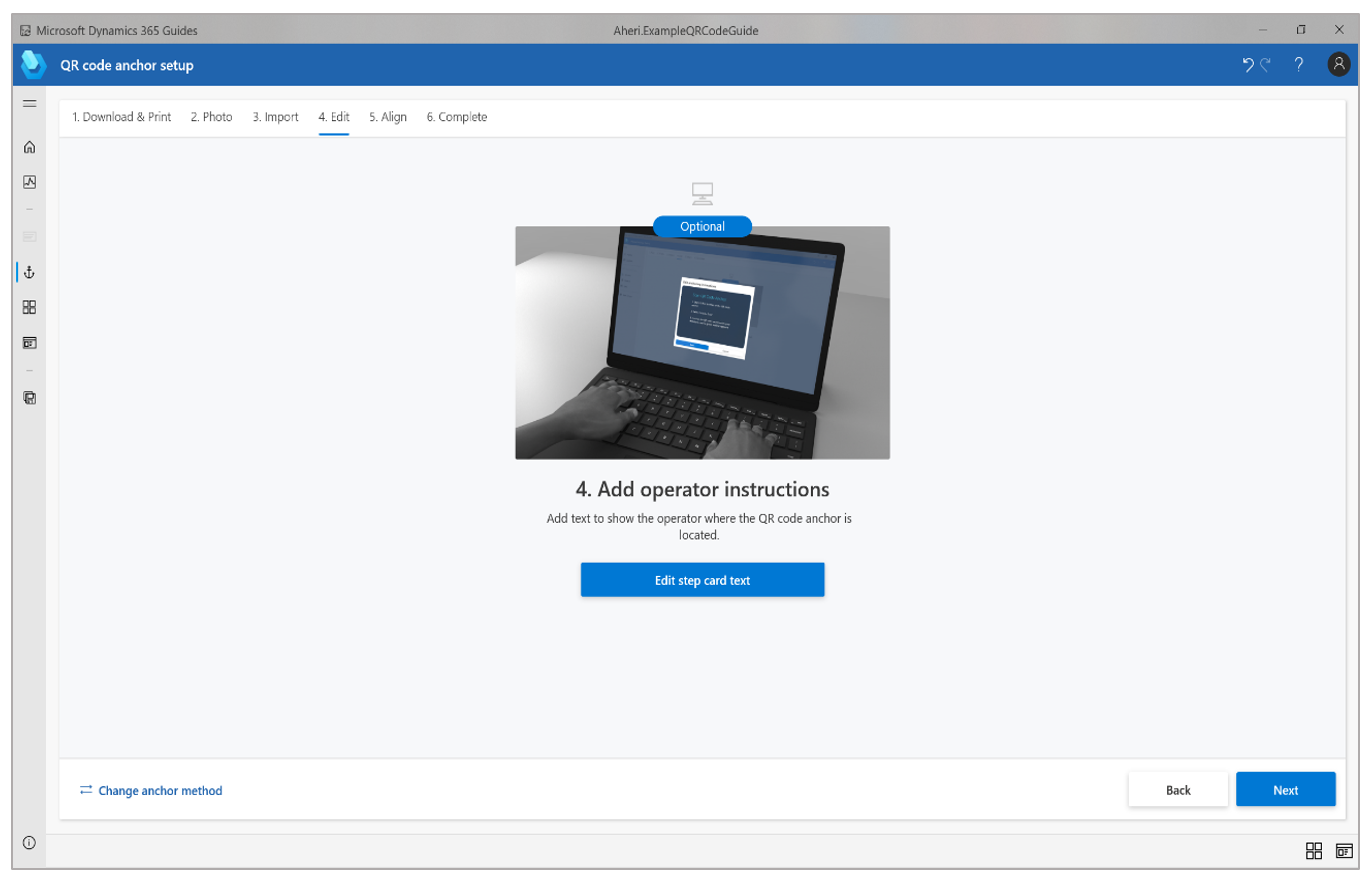 Microsoft Dynamics 365 Guides
Aheri.ExampleQRCodeGuide
QR code anchor setup
1. Download & Print 2. Photo 3. Import 4. Edit 5. Align 6. Complete
Optional
4. Add operator instructions
Add text to show the operator where the QR code anchor is
located.
Edit step card text
Change anchor method
Back
Next